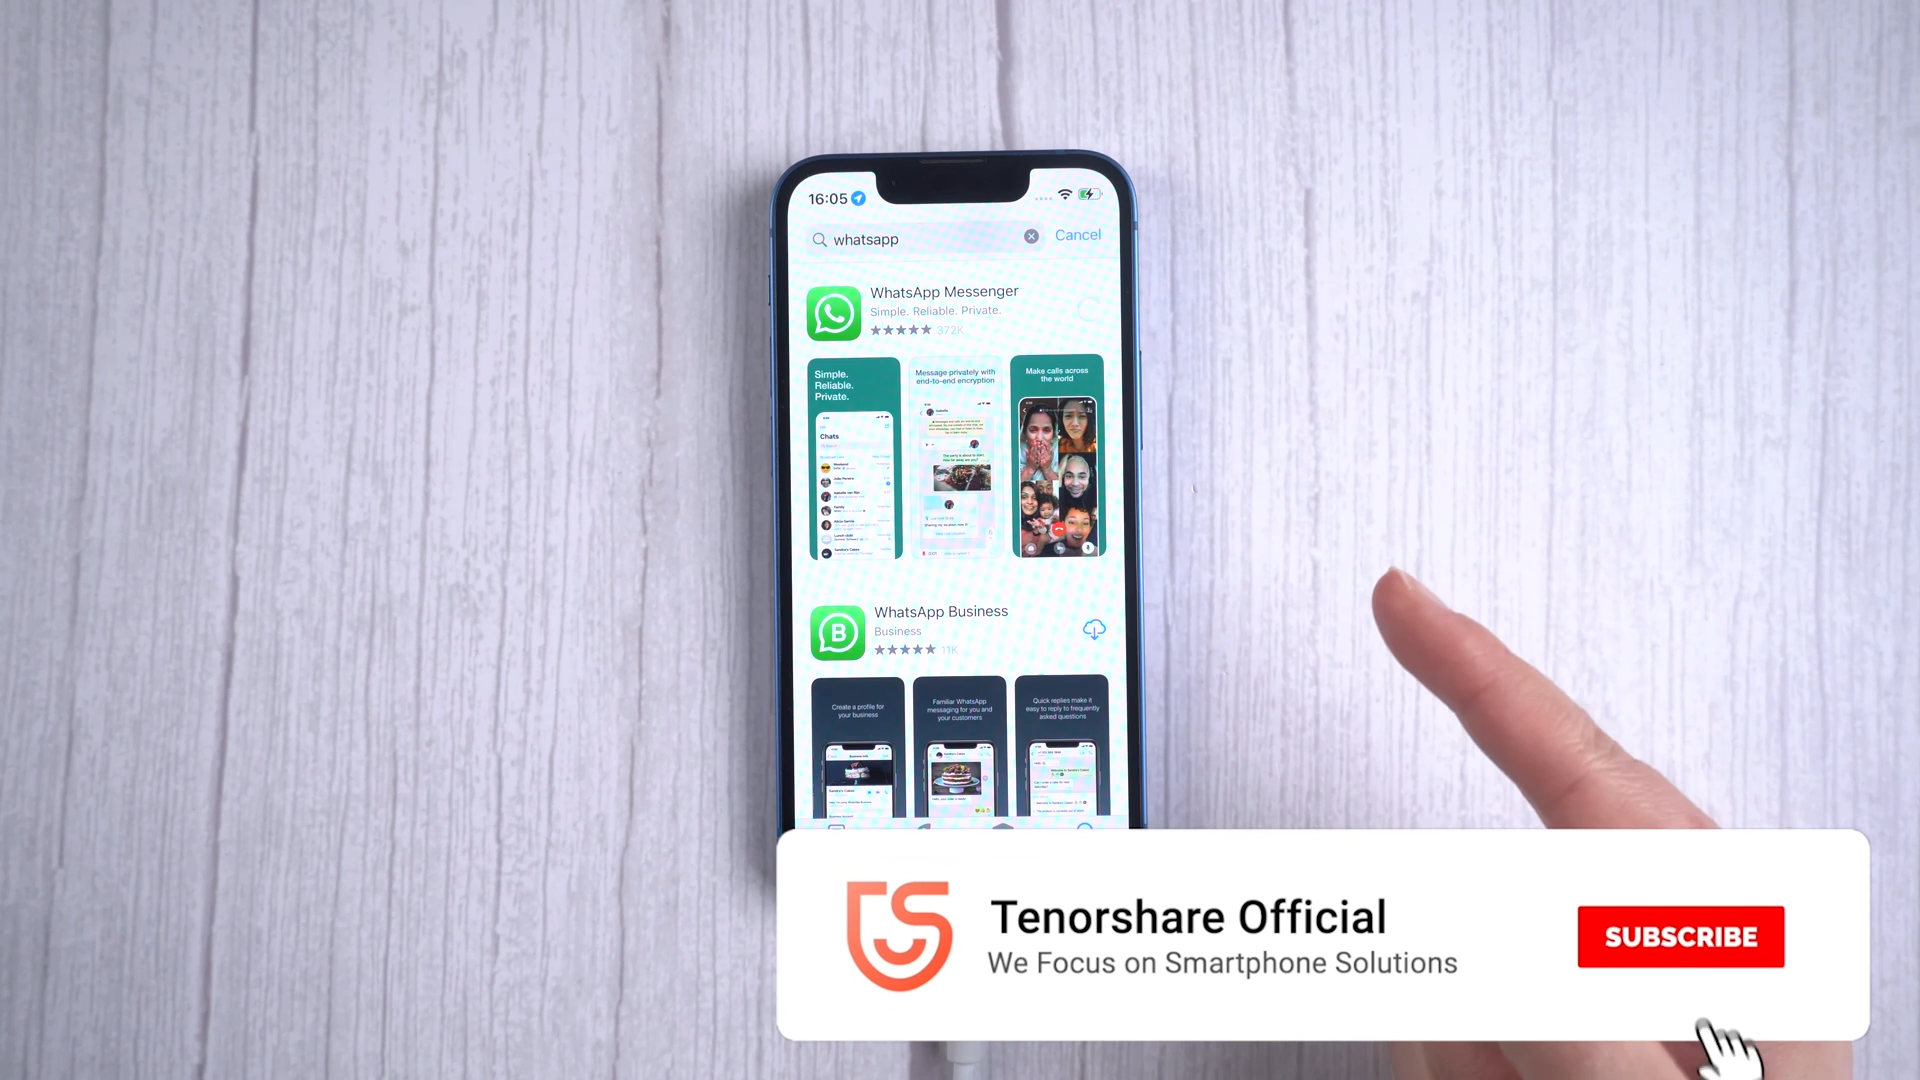 16:05
whatsapp
Cancel
WhatsApp Messenger
Simple. Reliable. Private.
372K
Simple.
Reliable.
Private.
Chats
Message privately with
end-to-end encryption
Make calls across
the world
WhatsApp Business
Business
11K
B
Create a profile for
your business
Familiar WhatsApp
messaging for you and
your customers
Quick replies make it
easy to reply to frequently
asked questions
Tenorshare Official
We Focus on Smartphone Solutions
SUBSCRIBE